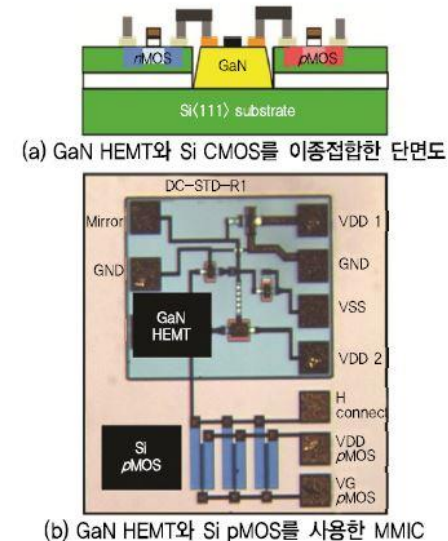 nMOS
pMOS
GaN
Si(111) substrate
(a) GaN HEMT와 Si CMOS를 이종접합한 단면도
DC-STD-R1
Mirror
VDD 1
GND
GND
VSS
GaN
HEMT
VDD 2
H
connect
Si
pMOS
VDD
pMOS
VG
pMOS
(b) GaN HEMT와 Si pMOS를 사용한 MMIC